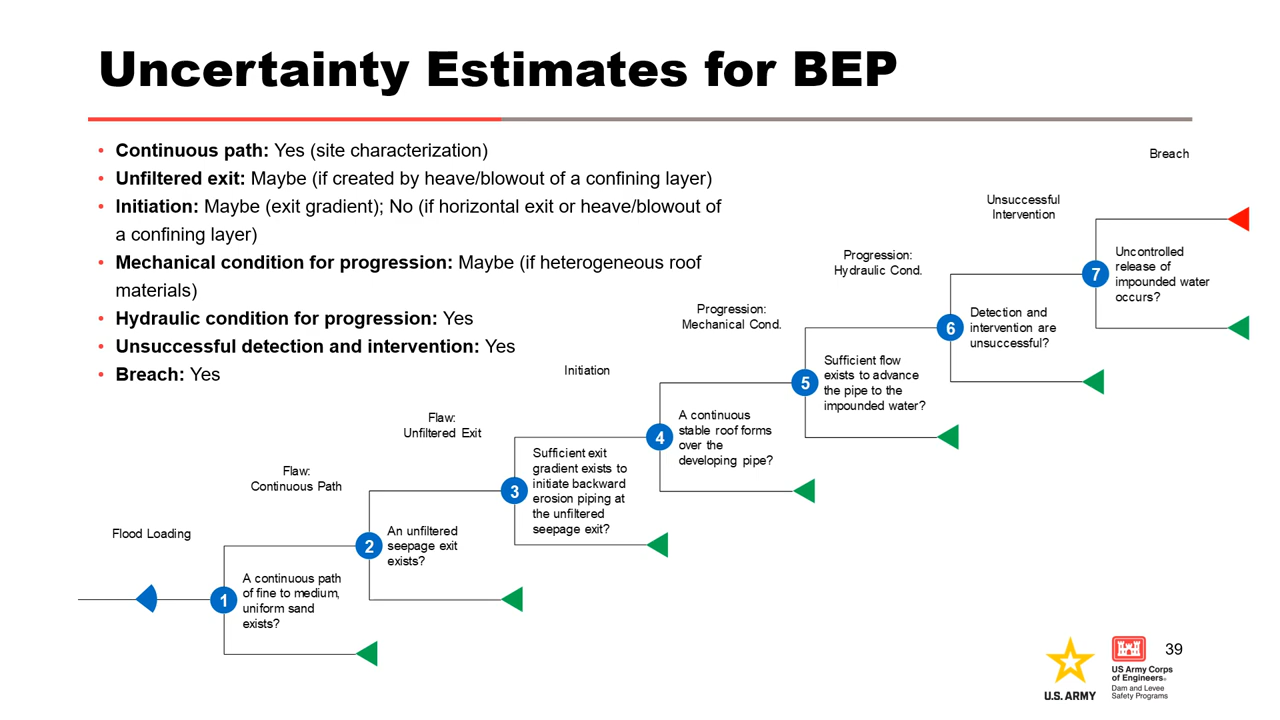 Uncertainty Estimates for BEP
• Continuous path: Yes (site characterization)
• Unfiltered exit: Maybe (if created by heave/blowout of a confining layer)
• Initiation: Maybe (exit gradient); No (if horizontal exit or heave/blowout of
a confining layer)
• Mechanical condition for progression: Maybe (if heterogeneous roof
materials)
• Hydraulic condition for progression: Yes
• Unsuccessful detection and intervention: Yes
• Breach: Yes
Flood Loading
1
A continuous path
of fine to medium,
uniform sand
exists?
Flaw:
Continuous Path
2
An unfiltered
seepage exit
exists?
Flaw:
Unfiltered Exit
3
Sufficient exit
gradient exists to
initiate backward
erosion piping at
the unfiltered
seepage exit?
Initiation
4
A continuous
stable roof forms
over the
developing pipe?
Progression:
Mechanical Cond.
5
Sufficient flow
exists to advance
the pipe to the
impounded water?
Progression:
Hydraulic Cond.
6
Detection and
intervention are
unsuccessful?
Unsuccessful
Intervention
7
Uncontrolled
release of
impounded water
occurs?
Breach
U.S. ARMY
US Army Corps
of Engineers®
Dam and Levee
Safety Programs
39